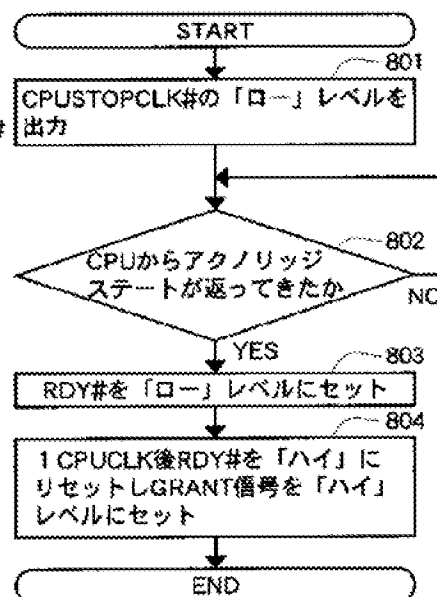 START
801
CPUSTOPCLK#の「ロー」レベルを
出力
#
802
CPUからアクノリッジ
ステートが返ってきたか
NO
YES
803
RDY#を「ロー」レベルにセット
804
1CPUCLK後RDY#を「ハイ」に
リセットしGRANT信号を「ハイ」
レベルにセット
END